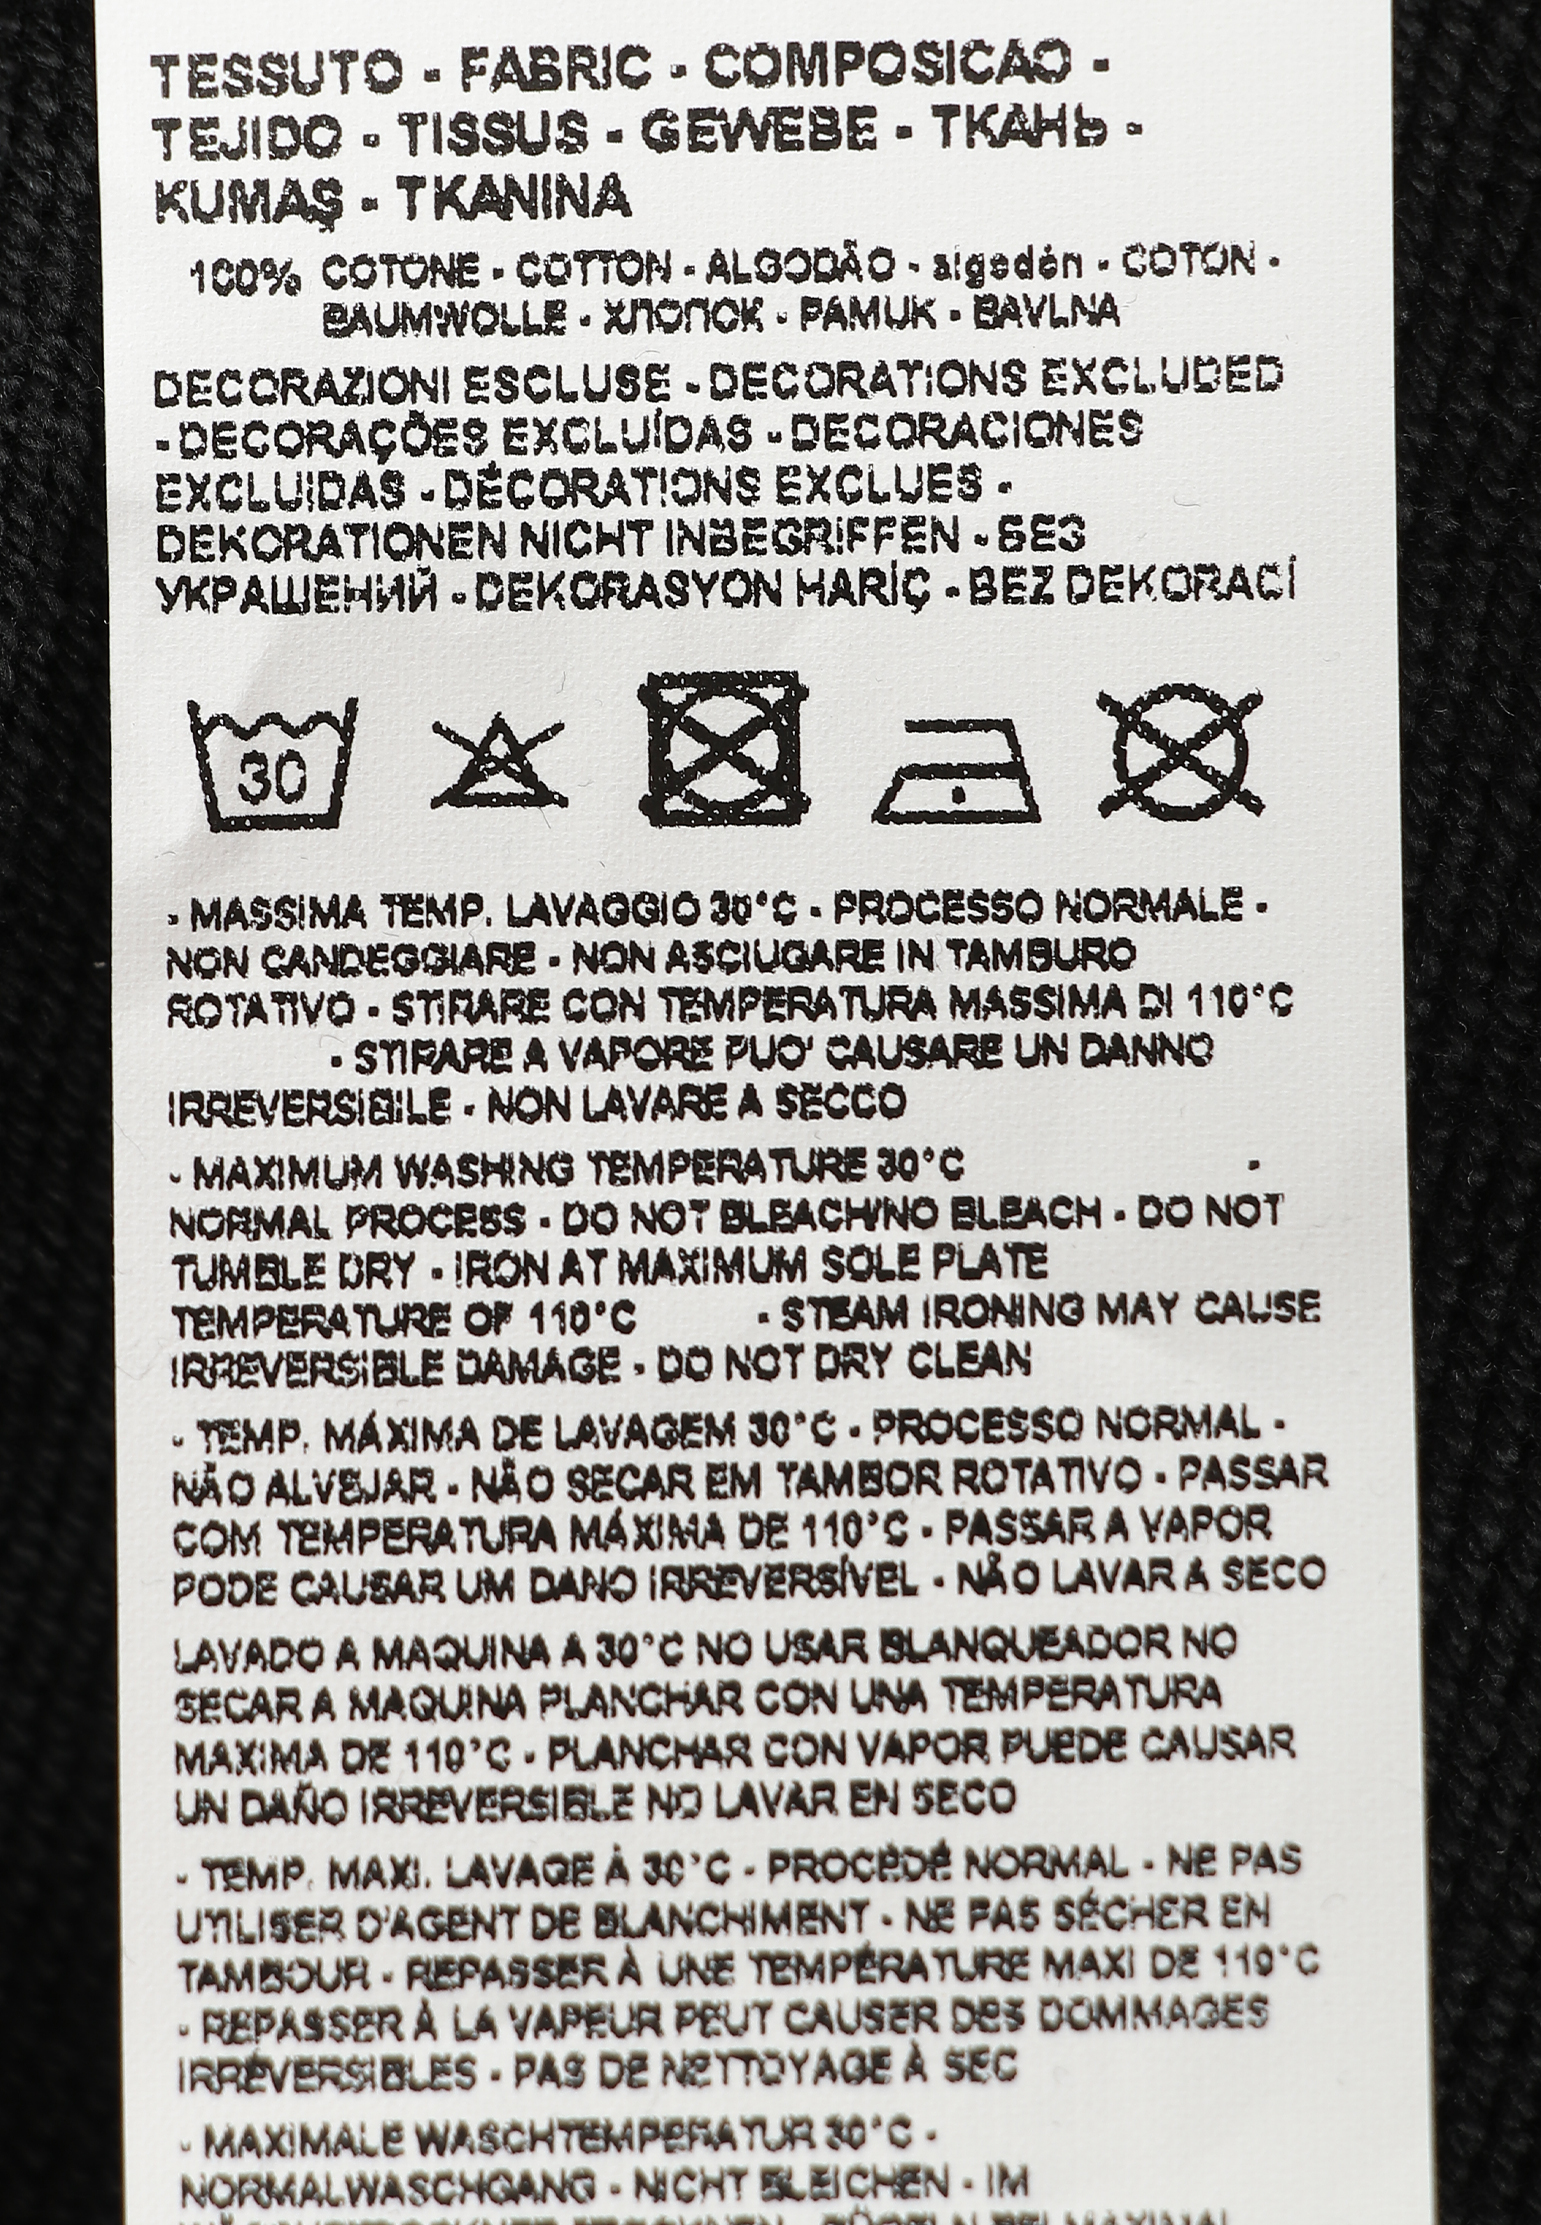 TESSUTO - FABRIC - COMPOSICAO -
TEJIDO - TISSUS - GEWEBE - ТКАНЬ -
KUMAŞ - TKANINA
100% COTONE - COTTON - ALGODÃO - algodón - COTON -
BAUMWOLLE - ХЛОПОК - PAMUK - BAVLNA
DECORAZIONI ESCLUSE - DECORATIONS EXCLUDED
- DECORAÇÕES EXCLUÍDAS - DECORACIONES
EXCLUIDAS - DÉCORATIONS EXCLUES -
DEKORATIONEN NICHT INBEGRIFFEN - БЕЗ
УКРАШЕНИЙ - DEKORASYON HARİÇ - BEZ DEKORACÍ
30
- MASSIMA TEMP. LAVAGGIO 30°C - PROCESSO NORMALE -
NON CANDEGGIARE - NON ASCIUGARE IN TAMBURO
ROTATIVO - STIRARE CON TEMPERATURA MASSIMA DI 110°C
- STIRARE A VAPORE PUO' CAUSARE UN DANNO
IRREVERSIBILE - NON LAVARE A SECCO
- MAXIMUM WASHING TEMPERATURE 30°C -
NORMAL PROCESS - DO NOT BLEACH/NO BLEACH - DO NOT
TUMBLE DRY - IRON AT MAXIMUM SOLE PLATE
TEMPERATURE OF 110°C - STEAM IRONING MAY CAUSE
IRREVERSIBLE DAMAGE - DO NOT DRY CLEAN
- TEMP. MÁXIMA DE LAVAGEM 30°C - PROCESSO NORMAL -
NÃO ALVEJAR - NÃO SECAR EM TAMBOR ROTATIVO - PASSAR
COM TEMPERATURA MÁXIMA DE 110°C - PASSAR A VAPOR
PODE CAUSAR UM DANO IRREVERSÍVEL - NÃO LAVAR A SECO
LAVADO A MAQUINA A 30°C NO USAR BLANQUEADOR NO
SECAR A MAQUINA PLANCHAR CON UNA TEMPERATURA
MAXIMA DE 110°C - PLANCHAR CON VAPOR PUEDE CAUSAR
UN DAÑO IRREVERSIBLE NO LAVAR EN SECO
- TEMP. MAXI. LAVAGE À 30°C - PROCÉDÉ NORMAL - NE PAS
UTILISER D'AGENT DE BLANCHIMENT - NE PAS SÉCHER EN
TAMBOUR - REPASSER À UNE TEMPÉRATURE MAXI DE 110°C
- REPASSER À LA VAPEUR PEUT CAUSER DES DOMMAGES
IRRÉVERSIBLES - PAS DE NETTOYAGE À SEC
- MAXIMALE WASCHTEMPERATUR 30°C -
NORMALWASCHGANG - NICHT BLEICHEN - IM